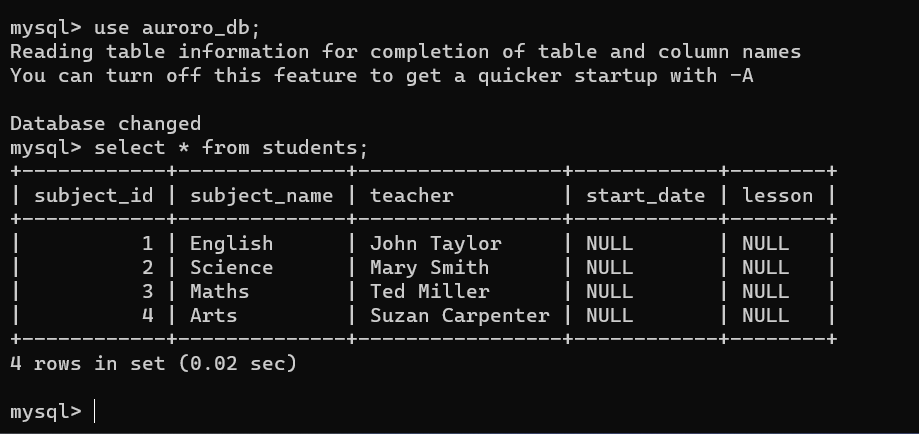 mysql> use auroro_db;
Reading table information for completion of table and column names
You can turn off this feature to get a quicker startup with -A

Database changed
mysql> select * from students;
+------------+--------------+-----------------+------------+--------+
| subject_id | subject_name | teacher         | start_date | lesson |
+------------+--------------+-----------------+------------+--------+
|          1 | English      | John Taylor     | NULL       | NULL   |
|          2 | Science      | Mary Smith      | NULL       | NULL   |
|          3 | Maths        | Ted Miller      | NULL       | NULL   |
|          4 | Arts         | Suzan Carpenter | NULL       | NULL   |
+------------+--------------+-----------------+------------+--------+
4 rows in set (0.02 sec)

mysql>